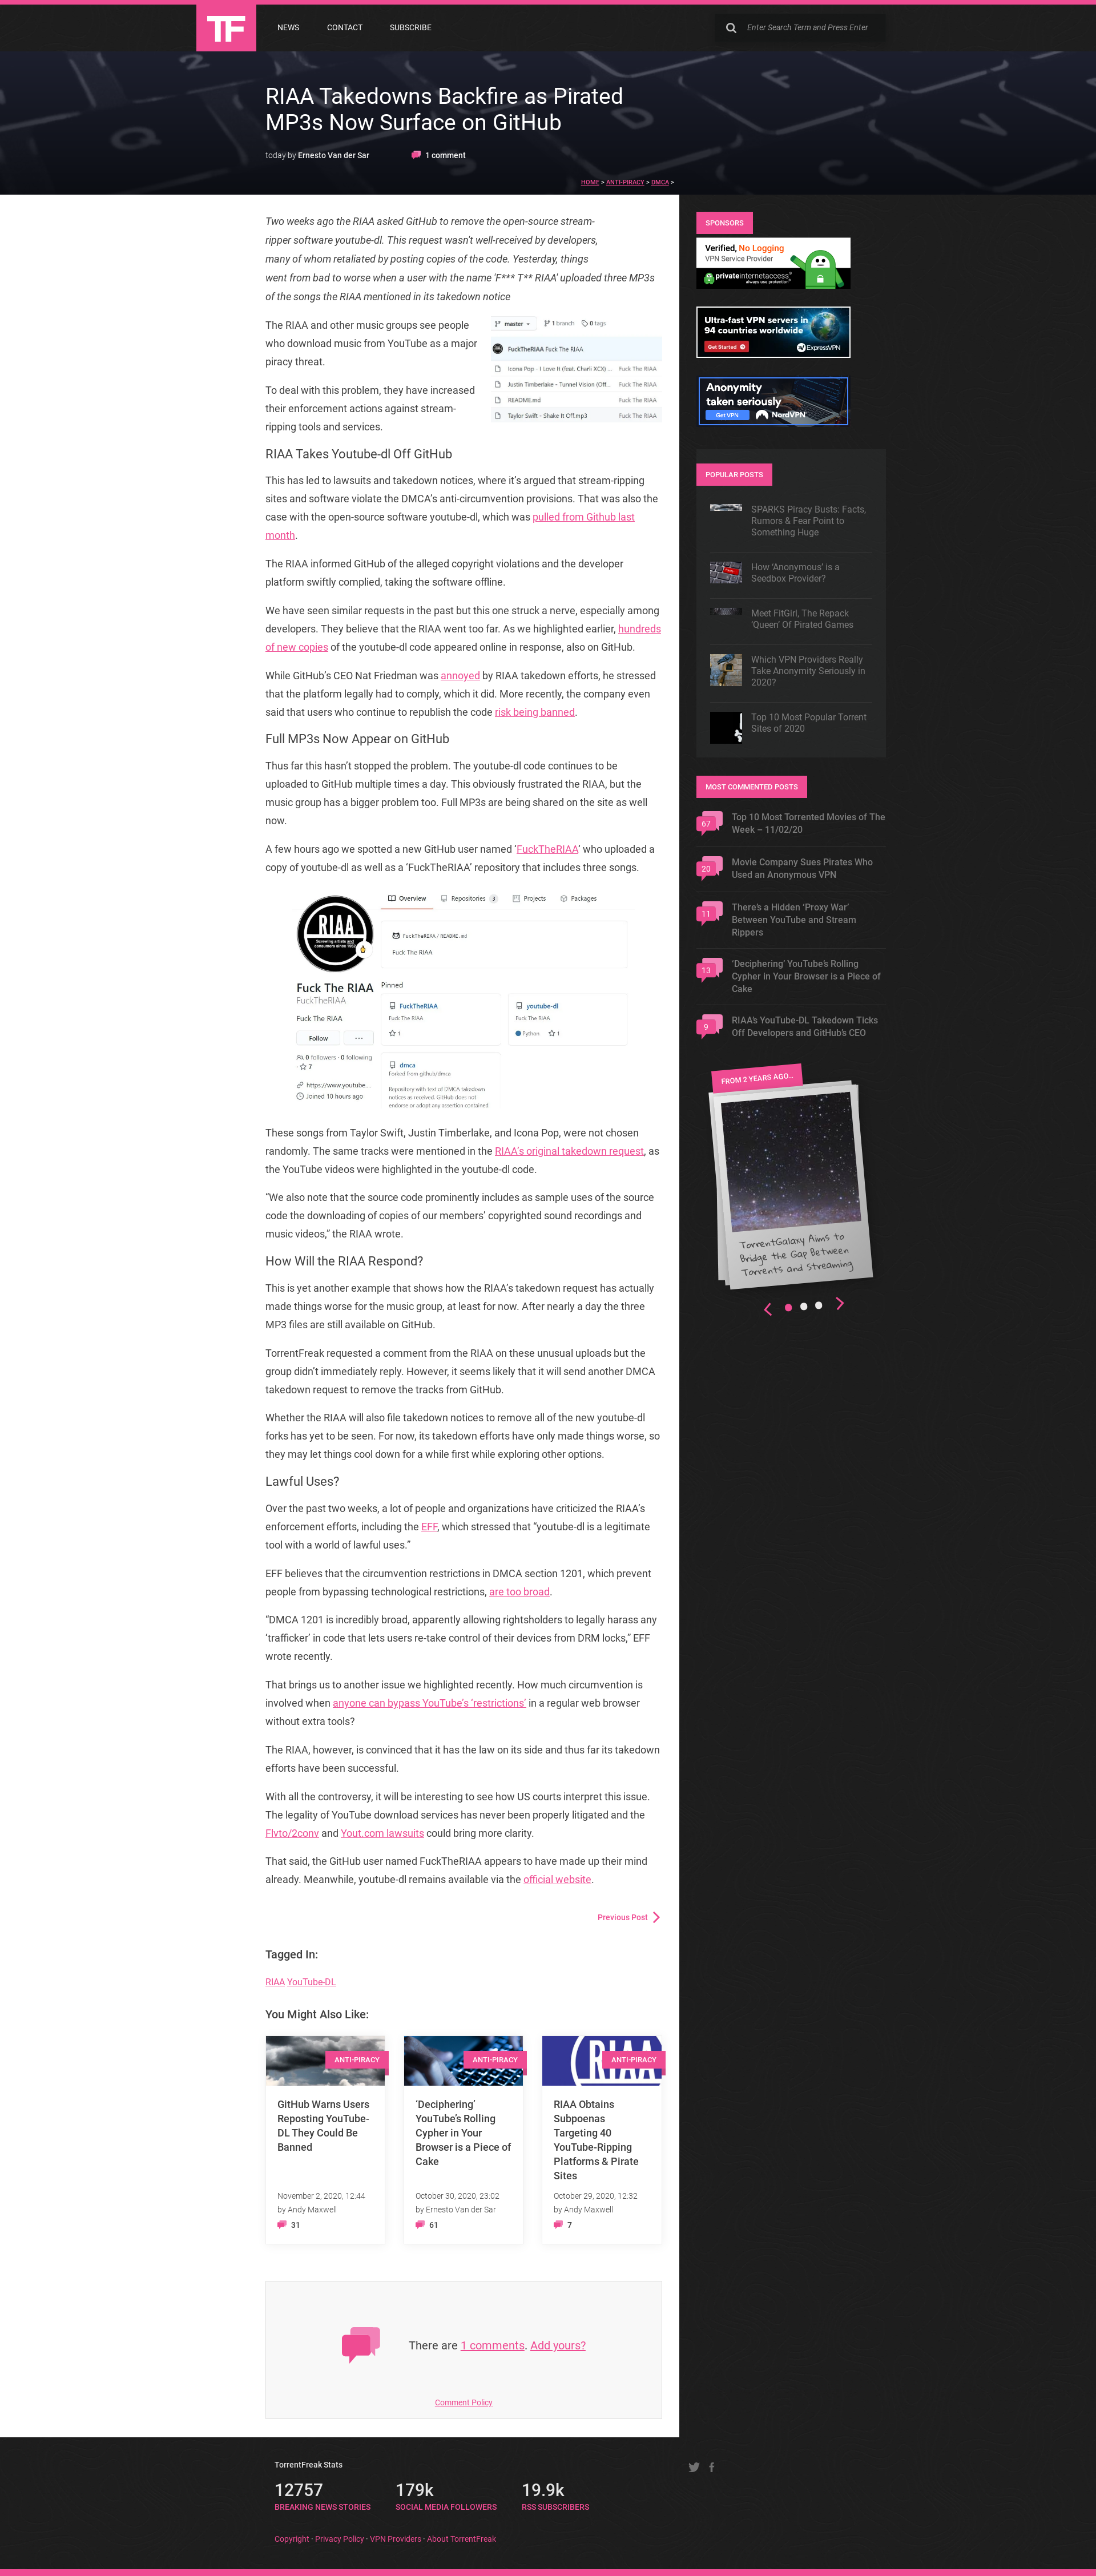 TF
NEWS
CONTACT
SUBSCRIBE
Enter Search Term and Press Enter
RIAA Takedowns Backfire as Pirated
MP3s Now Surface on GitHub
today by Ernesto Van der Sar
1 comment
HOME > ANTI-PIRACY > DMCA >
Two weeks ago the RIAA asked GitHub to remove the open-source stream-
ripper software youtube-dl. This request wasn't well-received by developers,
many of whom retaliated by posting copies of the code. Yesterday, things
went from bad to worse when a user with the name 'F*** T** RIAA' uploaded three MP3s
of the songs the RIAA mentioned in its takedown notice
The RIAA and other music groups see people
who download music from YouTube as a major
piracy threat.
To deal with this problem, they have increased
their enforcement actions against stream-
ripping tools and services.
master
1 branch
0 tags
FuckTheRIAA Fuck The RIAA
Icona Pop - I Love It (feat. Charli XCX) ... Fuck The RIAA
Justin Timberlake - Tunnel Vision (Off... Fuck The RIAA
README.md Fuck The RIAA
Taylor Swift - Shake It Off.mp3 Fuck The RIAA
RIAA Takes Youtube-dl Off GitHub
This has led to lawsuits and takedown notices, where it’s argued that stream-ripping
sites and software violate the DMCA’s anti-circumvention provisions. That was also the
case with the open-source software youtube-dl, which was pulled from Github last
month.
The RIAA informed GitHub of the alleged copyright violations and the developer
platform swiftly complied, taking the software offline.
We have seen similar requests in the past but this one struck a nerve, especially among
developers. They believe that the RIAA went too far. As we highlighted earlier, hundreds
of new copies of the youtube-dl code appeared online in response, also on GitHub.
While GitHub’s CEO Nat Friedman was annoyed by RIAA takedown efforts, he stressed
that the platform legally had to comply, which it did. More recently, the company even
said that users who continue to republish the code risk being banned.
Full MP3s Now Appear on GitHub
Thus far this hasn’t stopped the problem. The youtube-dl code continues to be
uploaded to GitHub multiple times a day. This obviously frustrated the RIAA, but the
music group has a bigger problem too. Full MP3s are being shared on the site as well
now.
A few hours ago we spotted a new GitHub user named ‘FuckTheRIAA‘ who uploaded a
copy of youtube-dl as well as a ‘FuckTheRIAA’ repository that includes three songs.
RIAA
Screwing artists and
consumers since 1952
Fuck The RIAA
FuckTheRIAA
Fuck The RIAA
Follow
...
0 followers · 0 following
· 7
https://www.youtube....
Joined 10 hours ago
Overview
Repositories 3
Projects
Packages
FuckTheRIAA / README.md
Fuck The RIAA
Pinned
FuckTheRIAA
Fuck The RIAA
1
youtube-dl
Fuck The RIAA
Python 1
dmca
Forked from github/dmca
Repository with text of DMCA takedown
notices as received. GitHub does not
endorse or adopt any assertion contained
These songs from Taylor Swift, Justin Timberlake, and Icona Pop, were not chosen
randomly. The same tracks were mentioned in the RIAA’s original takedown request, as
the YouTube videos were highlighted in the youtube-dl code.
“We also note that the source code prominently includes as sample uses of the source
code the downloading of copies of our members’ copyrighted sound recordings and
music videos,” the RIAA wrote.
How Will the RIAA Respond?
This is yet another example that shows how the RIAA’s takedown request has actually
made things worse for the music group, at least for now. After nearly a day the three
MP3 files are still available on GitHub.
TorrentFreak requested a comment from the RIAA on these unusual uploads but the
group didn’t immediately reply. However, it seems likely that it will send another DMCA
takedown request to remove the tracks from GitHub.
Whether the RIAA will also file takedown notices to remove all of the new youtube-dl
forks has yet to be seen. For now, its takedown efforts have only made things worse, so
they may let things cool down for a while first while exploring other options.
Lawful Uses?
Over the past two weeks, a lot of people and organizations have criticized the RIAA’s
enforcement efforts, including the EFF, which stressed that “youtube-dl is a legitimate
tool with a world of lawful uses.”
EFF believes that the circumvention restrictions in DMCA section 1201, which prevent
people from bypassing technological restrictions, are too broad.
“DMCA 1201 is incredibly broad, apparently allowing rightsholders to legally harass any
‘trafficker’ in code that lets users re-take control of their devices from DRM locks,” EFF
wrote recently.
That brings us to another issue we highlighted recently. How much circumvention is
involved when anyone can bypass YouTube’s ‘restrictions’ in a regular web browser
without extra tools?
The RIAA, however, is convinced that it has the law on its side and thus far its takedown
efforts have been successful.
With all the controversy, it will be interesting to see how US courts interpret this issue.
The legality of YouTube download services has never been properly litigated and the
Flvto/2conv and Yout.com lawsuits could bring more clarity.
That said, the GitHub user named FuckTheRIAA appears to have made up their mind
already. Meanwhile, youtube-dl remains available via the official website.
Previous Post
Tagged In:
RIAA YouTube-DL
You Might Also Like:
ANTI-PIRACY
GitHub Warns Users
Reposting YouTube-
DL They Could Be
Banned
November 2, 2020, 12:44
by Andy Maxwell
31
ANTI-PIRACY
‘Deciphering’
YouTube’s Rolling
Cypher in Your
Browser is a Piece of
Cake
October 30, 2020, 23:02
by Ernesto Van der Sar
61
RIAA
ANTI-PIRACY
RIAA Obtains
Subpoenas
Targeting 40
YouTube-Ripping
Platforms & Pirate
Sites
October 29, 2020, 12:32
by Andy Maxwell
7
There are 1 comments. Add yours?
Comment Policy
SPONSORS
Verified, No Logging
VPN Service Provider
privateinternetaccess
always use protection
Ultra-fast VPN servers in
94 countries worldwide
Get Started
ExpressVPN
Anonymity
taken seriously
Get VPN
NordVPN
POPULAR POSTS
SPARKS Piracy Busts: Facts,
Rumors & Fear Point to
Something Huge
How ‘Anonymous’ is a
Seedbox Provider?
Meet FitGirl, The Repack
‘Queen’ Of Pirated Games
Which VPN Providers Really
Take Anonymity Seriously in
2020?
Top 10 Most Popular Torrent
Sites of 2020
MOST COMMENTED POSTS
67
Top 10 Most Torrented Movies of The
Week – 11/02/20
20
Movie Company Sues Pirates Who
Used an Anonymous VPN
11
There’s a Hidden ‘Proxy War’
Between YouTube and Stream
Rippers
13
‘Deciphering’ YouTube’s Rolling
Cypher in Your Browser is a Piece of
Cake
9
RIAA’s YouTube-DL Takedown Ticks
Off Developers and GitHub’s CEO
FROM 2 YEARS AGO…
TorrentGalaxy Aims to
Bridge the Gap Between
Torrents and Streaming
TorrentFreak Stats
12757
BREAKING NEWS STORIES
179k
SOCIAL MEDIA FOLLOWERS
19.9k
RSS SUBSCRIBERS
Copyright · Privacy Policy · VPN Providers · About TorrentFreak